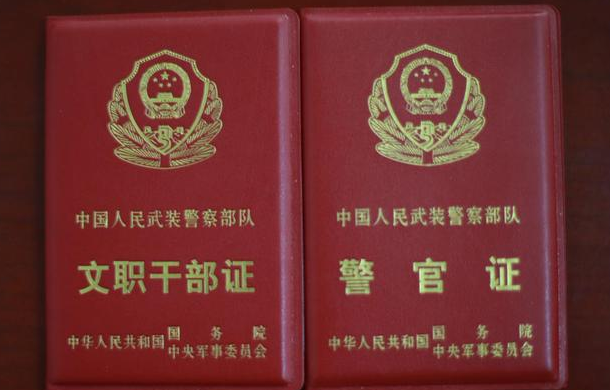 中国人民武装警察部队
文职干部证
中华人民共和国国务院
中央军事委员会
中国人民武装警察部队
警官证
中华人民共和国国务院
中央军事委员会